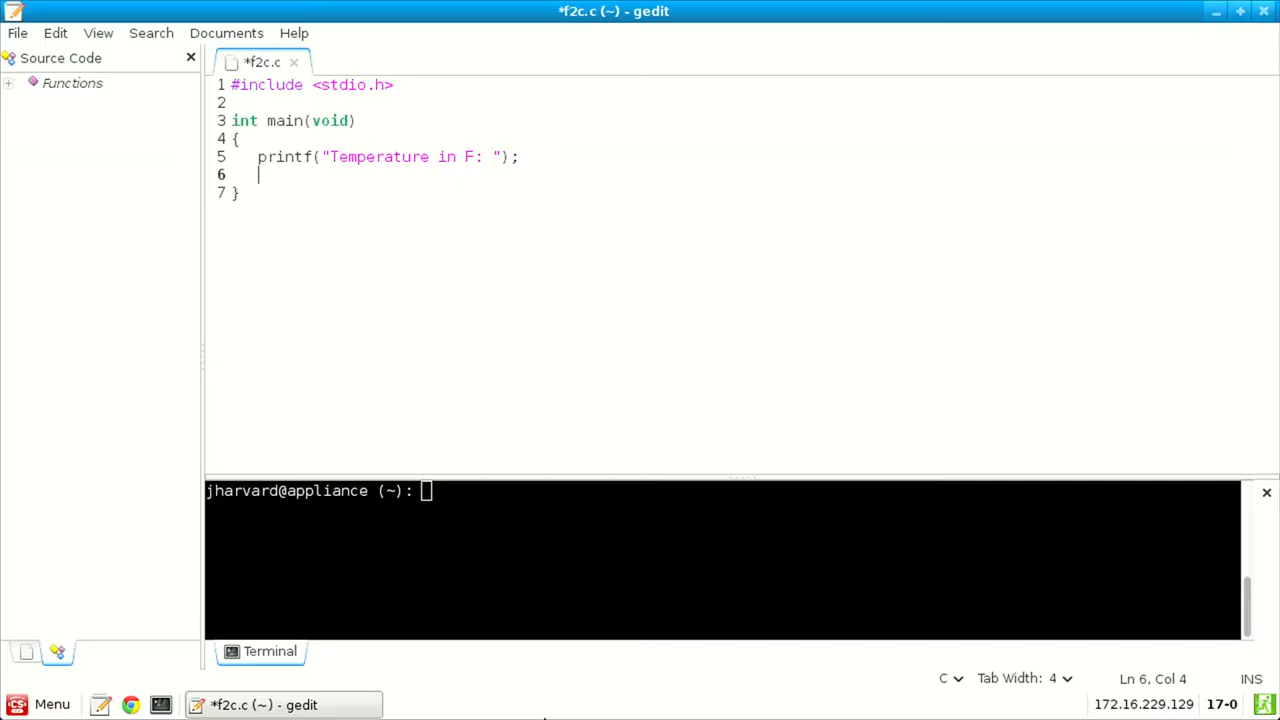 *f2c.c (~) - gedit
File Edit View Search Documents Help
Source Code
Functions
*f2c.c
1 #include <stdio.h>
2
3 int main(void)
4 {
5 printf("Temperature in F: ");
6
7 }
jharvard@appliance (~):
Terminal
C Tab Width: 4 Ln 6, Col 4 INS
CS Menu *f2c.c (~) - gedit 172.16.229.129 17-0